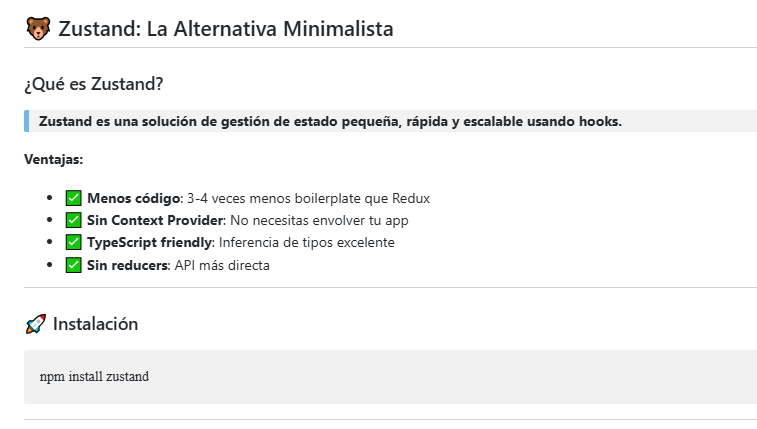 Zustand: La Alternativa Minimalista
¿Qué es Zustand?
Zustand es una solución de gestión de estado pequeña, rápida y escalable usando hooks.
Ventajas:
Menos código: 3-4 veces menos boilerplate que Redux
Sin Context Provider: No necesitas envolver tu app
TypeScript friendly: Inferencia de tipos excelente
Sin reducers: API más directa
Instalación
npm install zustand